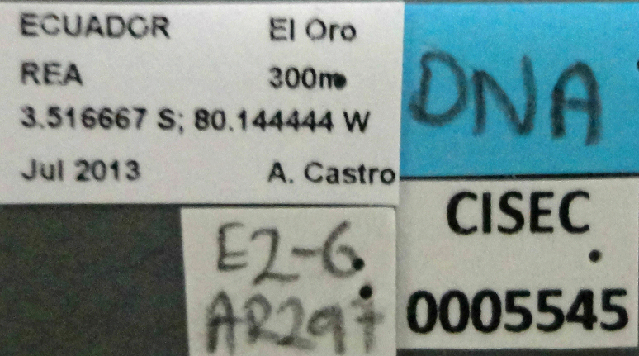 ECUADOR El Oro
REA 300m
3.516667 S; 80.144444 W
Jul 2013 A. Castro
DNA
CISEC
0005545
E2-6
AR297